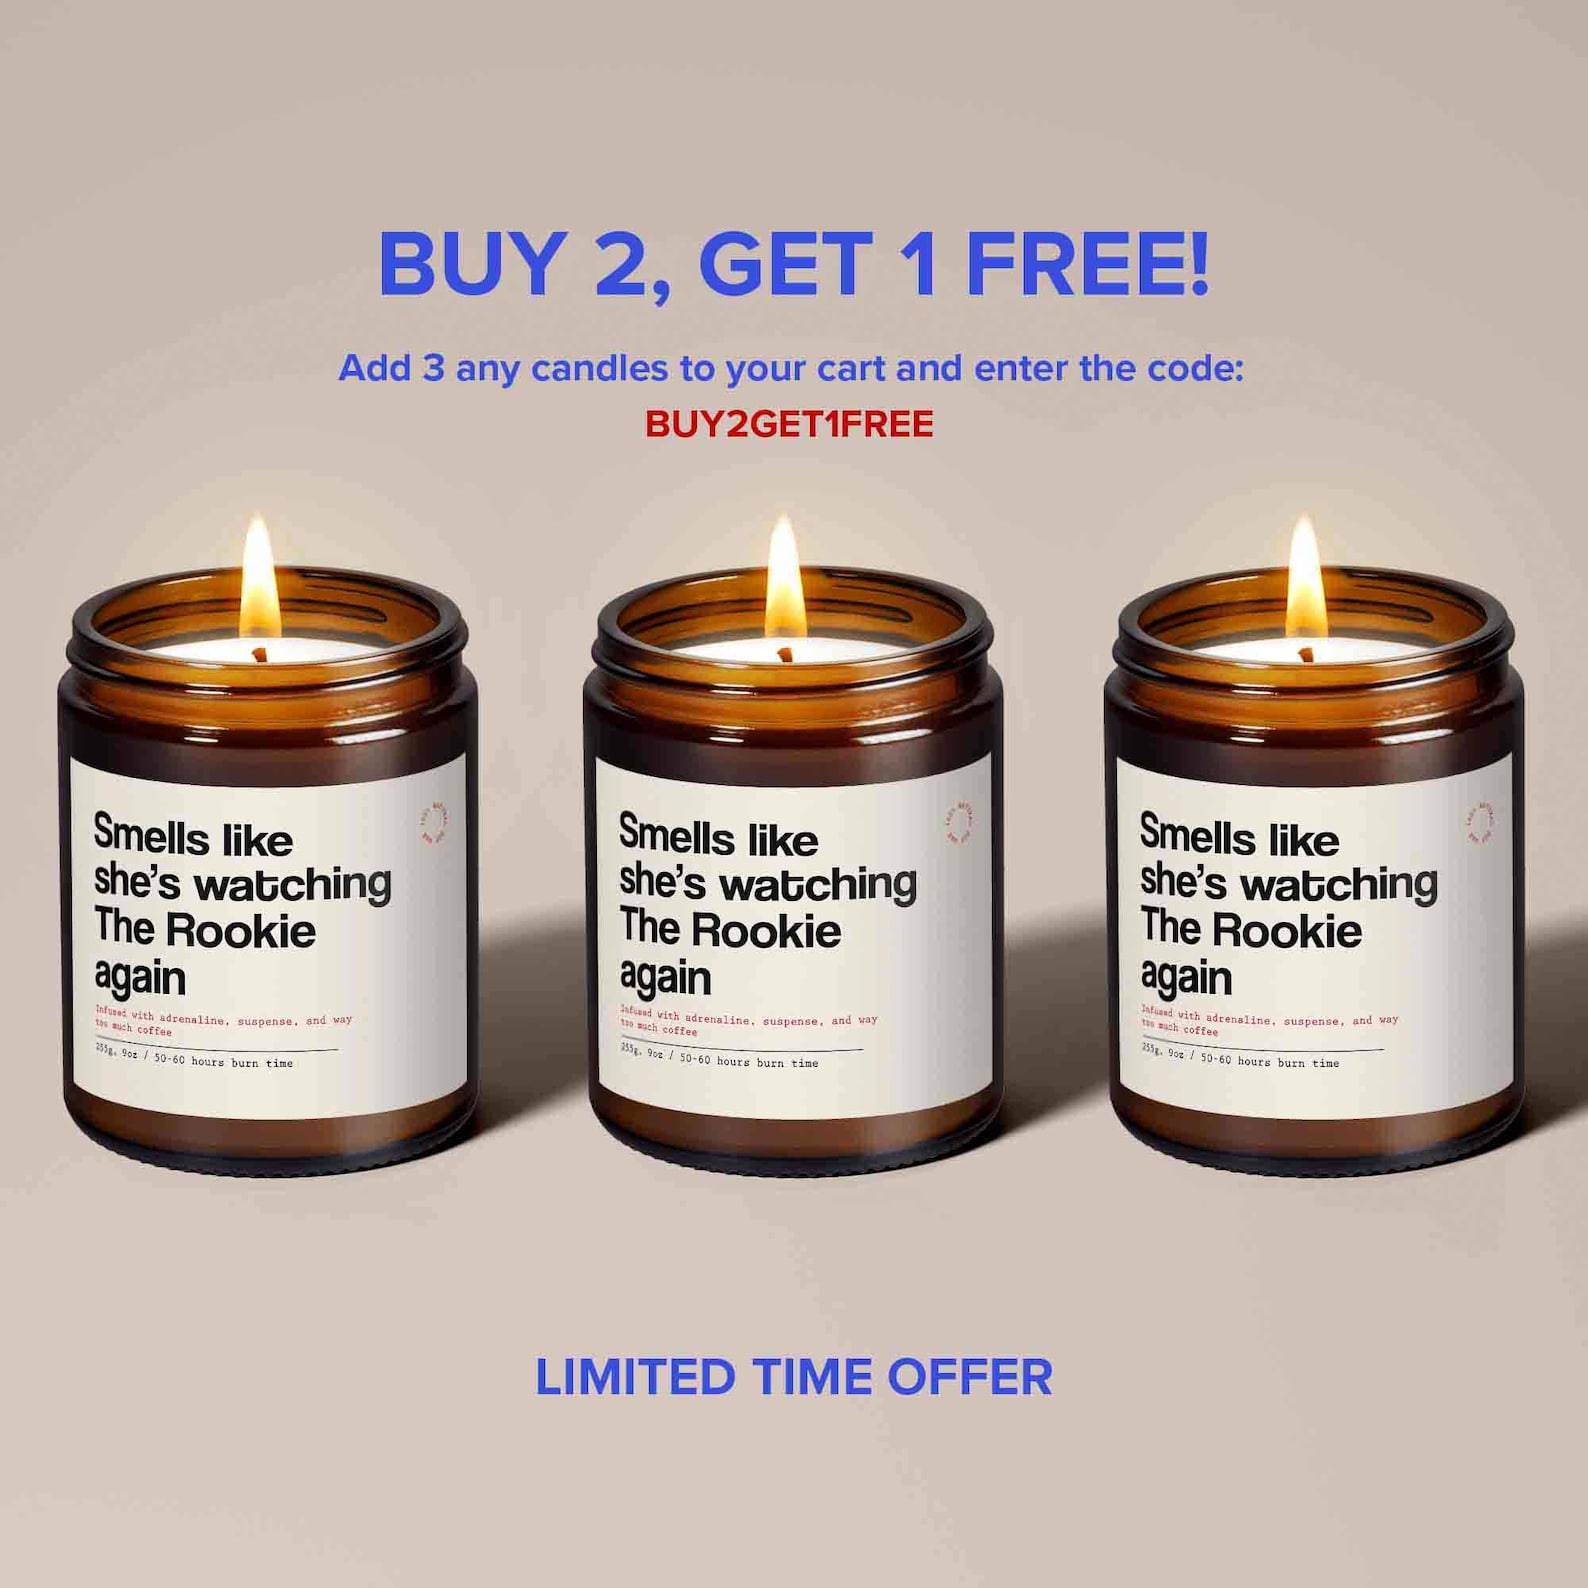 BUY 2, GET 1 FREE!
Add 3 any candles to your cart and enter the code:
BUY2GET1FREE
Smells like
she's watching
The Rookie
again
Infused with adrenaline, suspense, and way
too much coffee
255g, 9oz / 50-60 hours burn time
Smells like
she's watching
The Rookie
again
Infused with adrenaline, suspense, and way
too much coffee
255g, 9oz / 50-60 hours burn time
Smells like
she's watching
The Rookie
again
Infused with adrenaline, suspense, and way
too much coffee
255g, 9oz / 50-60 hours burn time
LIMITED TIME OFFER